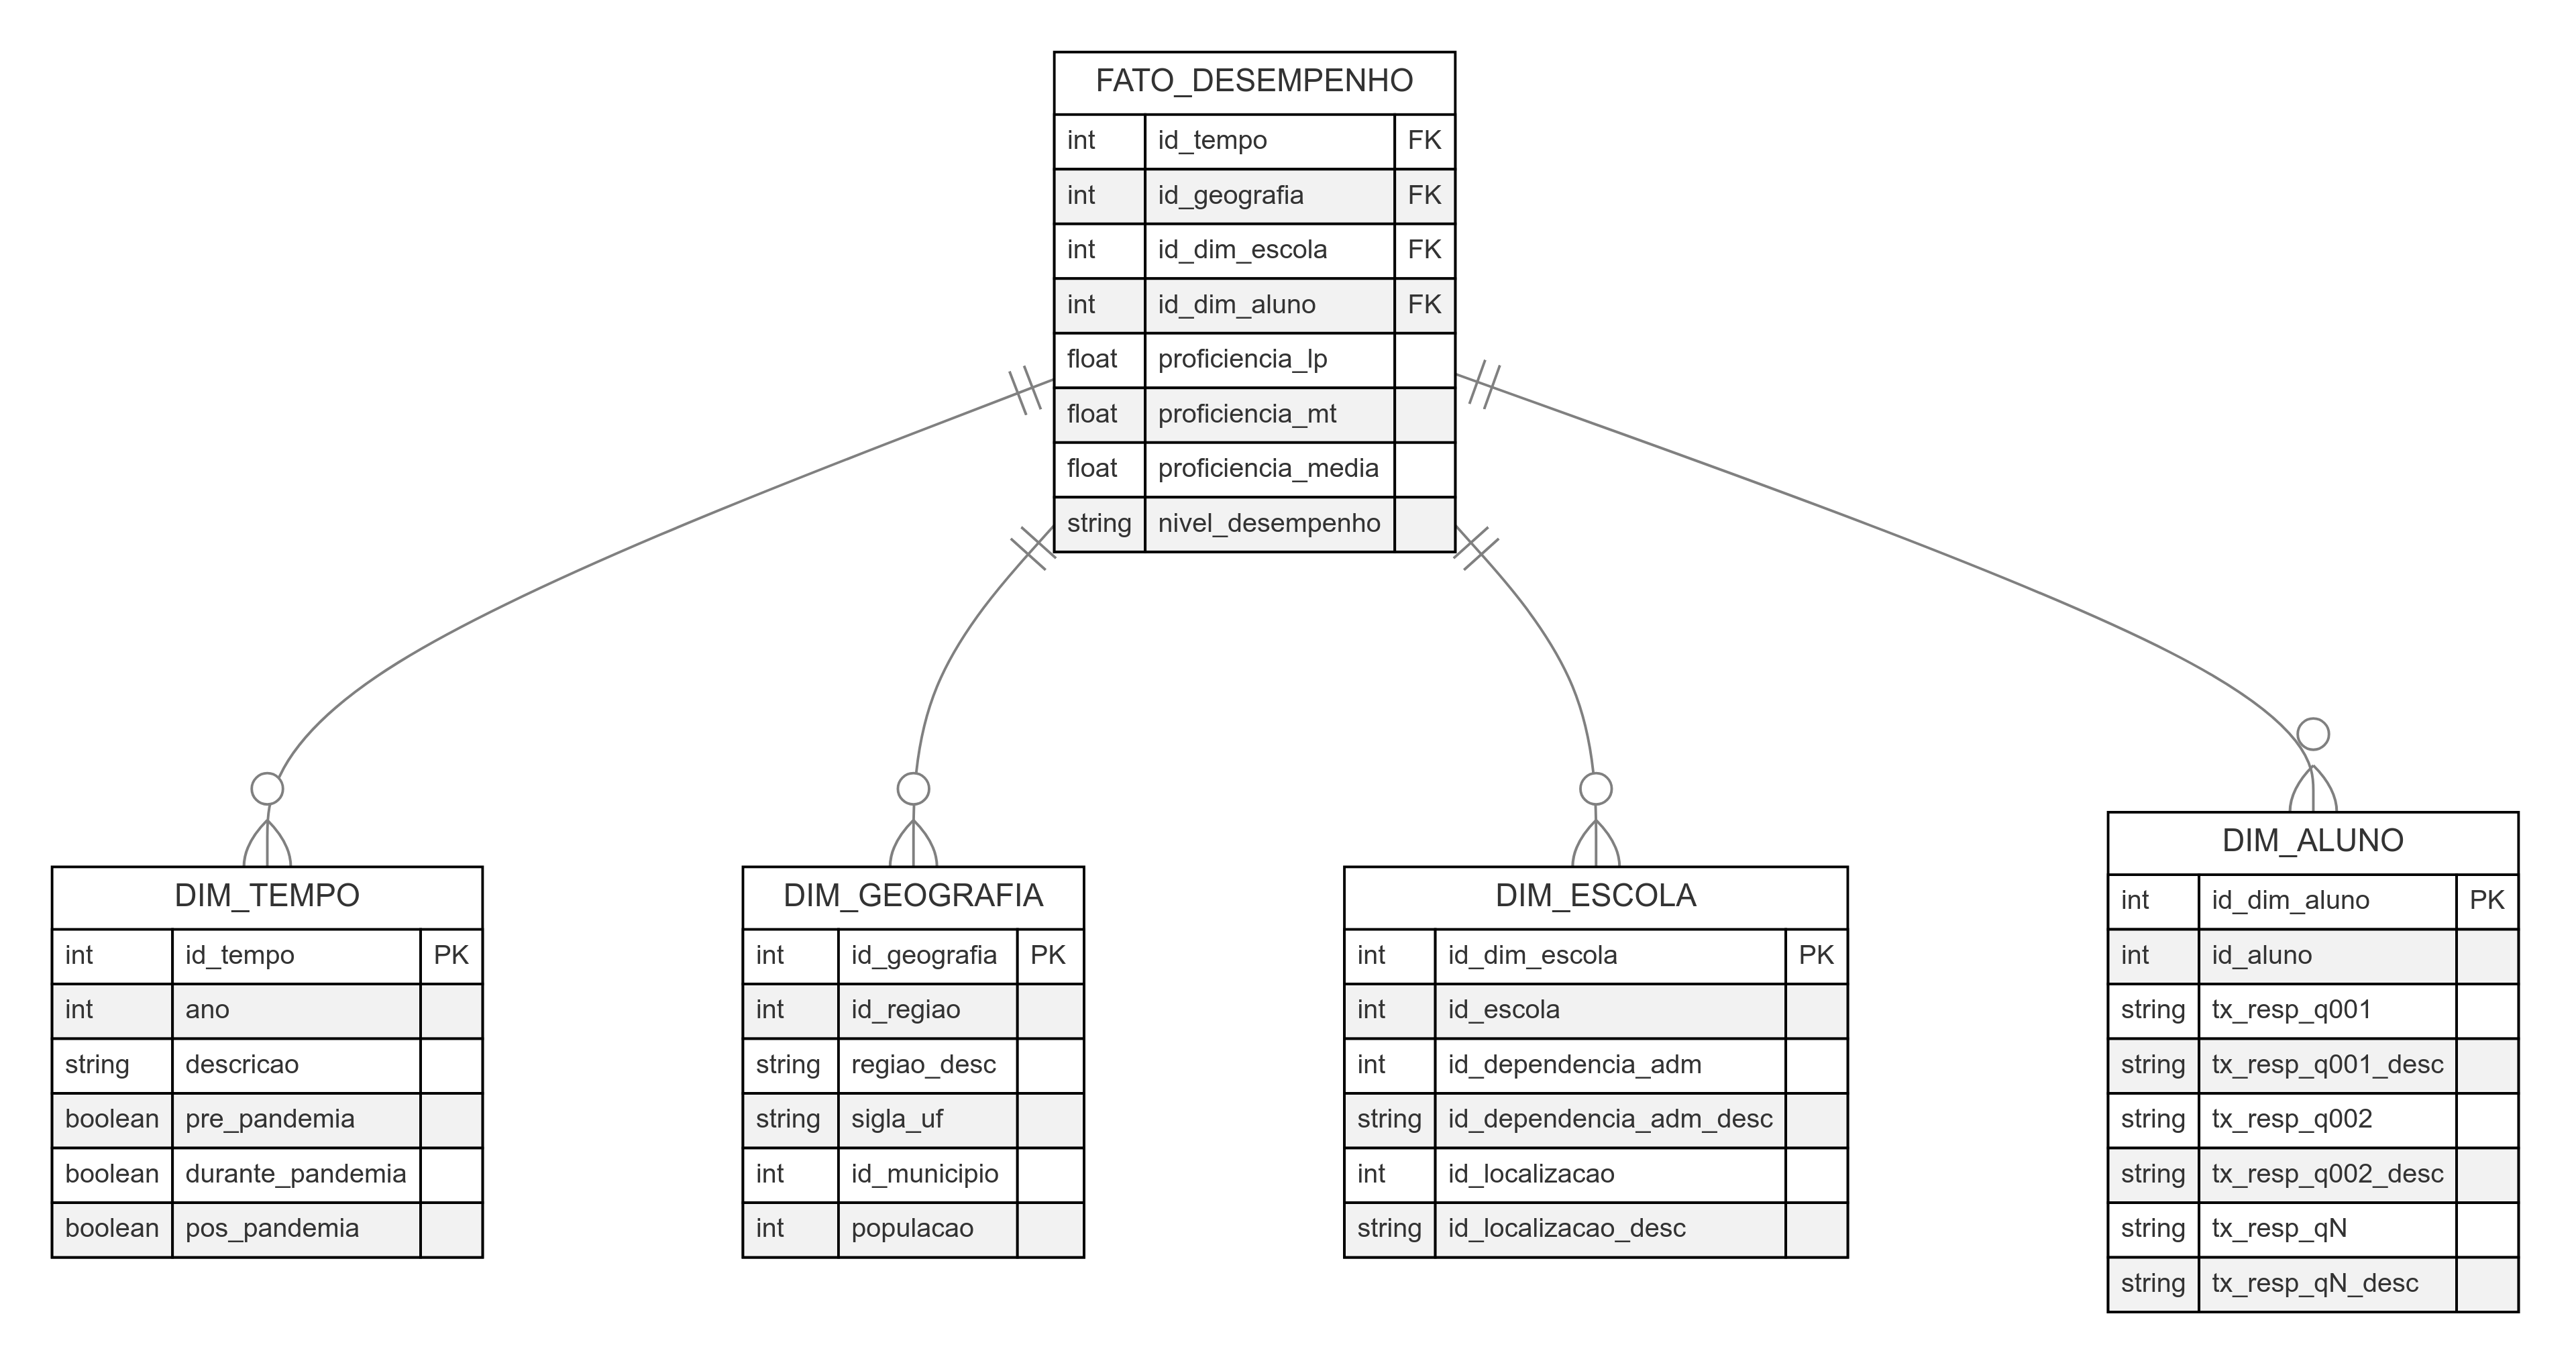 FATO_DESEMPENHO
int id_tempo FK
int id_geografia FK
int id_dim_escola FK
int id_dim_aluno FK
float proficiencia_lp
float proficiencia_mt
float proficiencia_media
string nivel_desempenho
DIM_TEMPO
int id_tempo PK
int ano
string descricao
boolean pre_pandemia
boolean durante_pandemia
boolean pos_pandemia
DIM_GEOGRAFIA
int id_geografia PK
int id_regiao
string regiao_desc
string sigla_uf
int id_municipio
int populacao
DIM_ESCOLA
int id_dim_escola PK
int id_escola
int id_dependencia_adm
string id_dependencia_adm_desc
int id_localizacao
string id_localizacao_desc
DIM_ALUNO
int id_dim_aluno PK
int id_aluno
string tx_resp_q001
string tx_resp_q001_desc
string tx_resp_q002
string tx_resp_q002_desc
string tx_resp_qN
string tx_resp_qN_desc